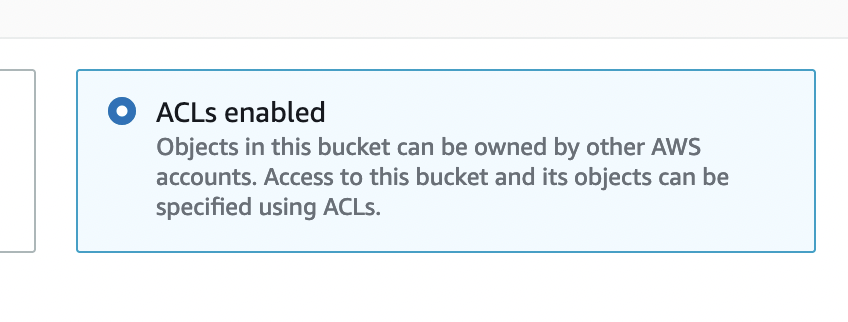 ACLs enabled
Objects in this bucket can be owned by other AWS
accounts. Access to this bucket and its objects can be
specified using ACLs.